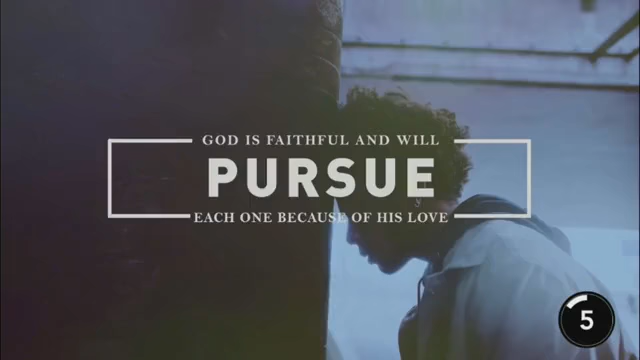 GOD IS FAITHFUL AND WILL
PURSUE
EACH ONE BECAUSE OF HIS LOVE
5